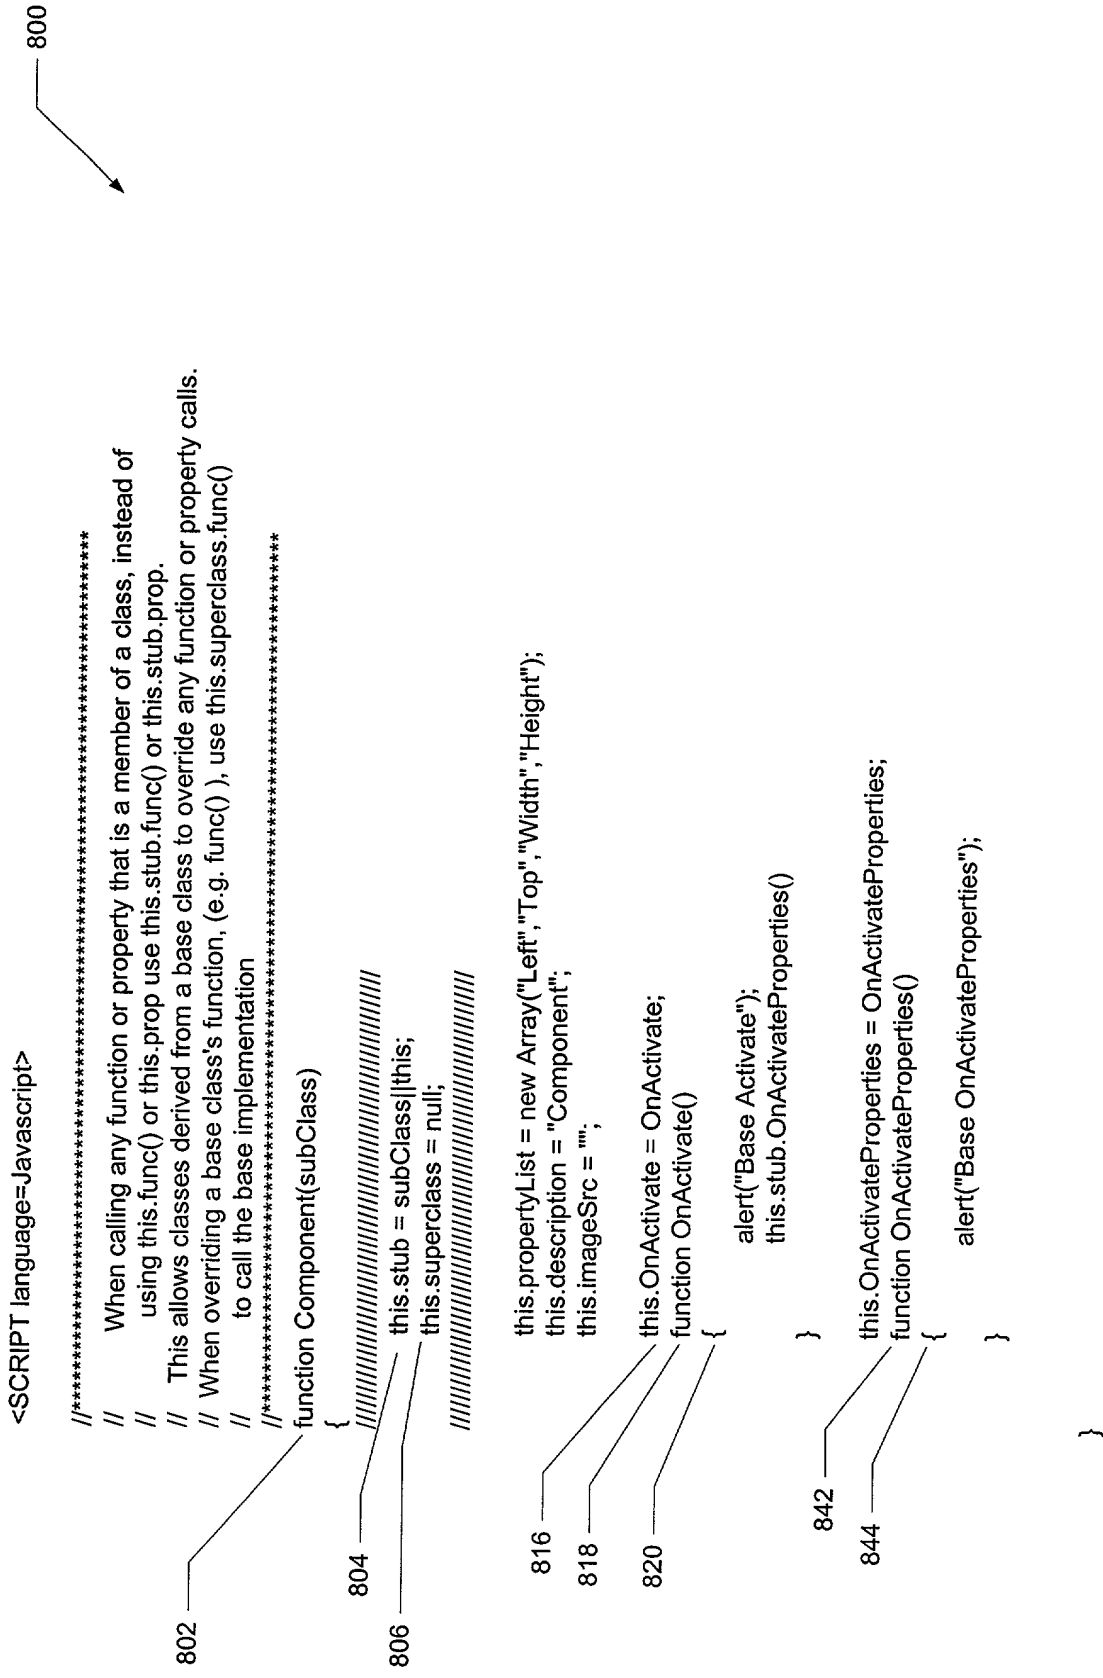 800
<SCRIPT language=Javascript>
//*******************************************************************************
// When calling any function or property that is a member of a class, instead of
// using this.func() or this.prop use this.stub.func() or this.stub.prop.
// This allows classes derived from a base class to override any function or property calls.
// When overriding a base class's function, (e.g. func() ), use this.superclass.func()
// to call the base implementation
//*******************************************************************************
802
function Component(subClass)
{
//////////////////////////////////////////////////////////////////////
804
this.stub = subClass||this;
806
this.superclass = null;
//////////////////////////////////////////////////////////////////////
this.propertyList = new Array("Left","Top","Width","Height");
this.description = "Component";
this.imageSrc = "";
816
this.OnActivate = OnActivate;
818
function OnActivate()
820
{
alert("Base Activate");
this.stub.OnActivateProperties()
}
842
this.OnActivateProperties = OnActivateProperties;
function OnActivateProperties()
844
{
alert("Base OnActivateProperties");
}
}